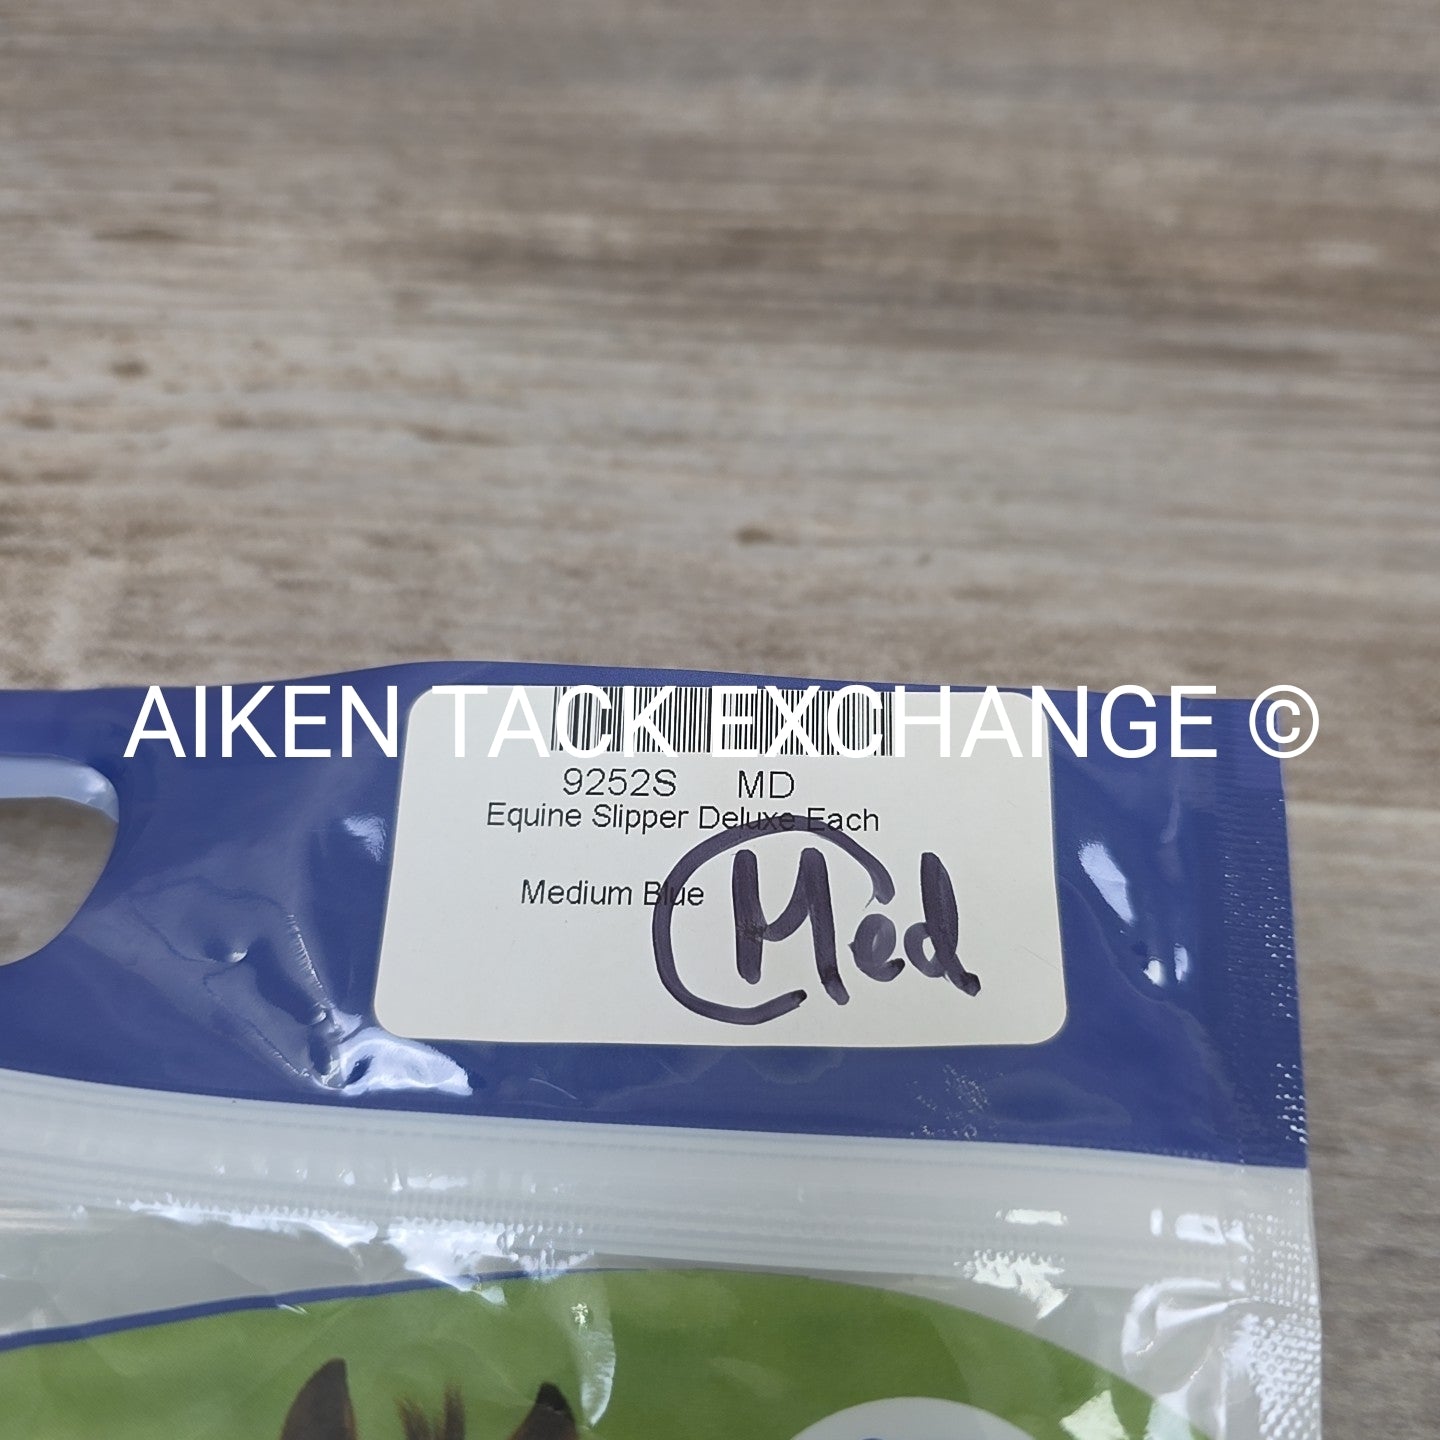 AIKEN TACK EXCHANGE ©
9252S MD
Equine Slipper Deluxe Each
Medium Blue
Med